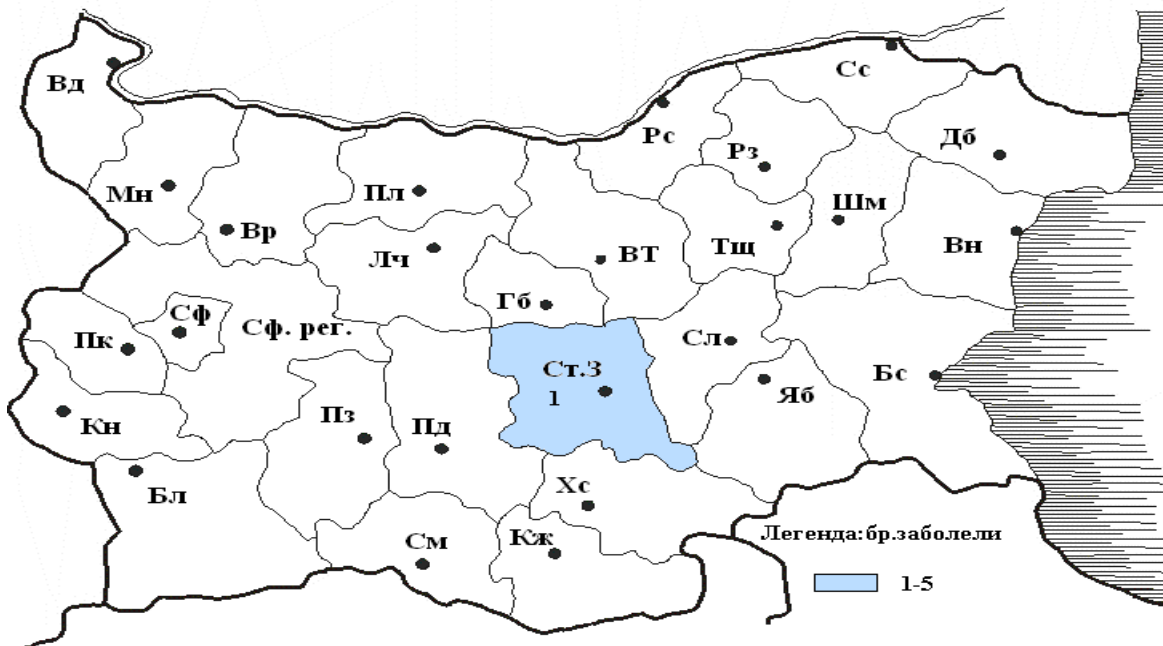 Вд
Сс
Рс
Дб
Рз
Мн
Пл
Шм
Вр
Тщ
Вн
ВТ
Лч
Гб
Сф
Сф. рег.
Пк
Сл
Ст.З
1
Бс
Яб
Кн
Пз
Пд
Бл
Хс
См
Кж
Легенда:бр.заболели
1-5